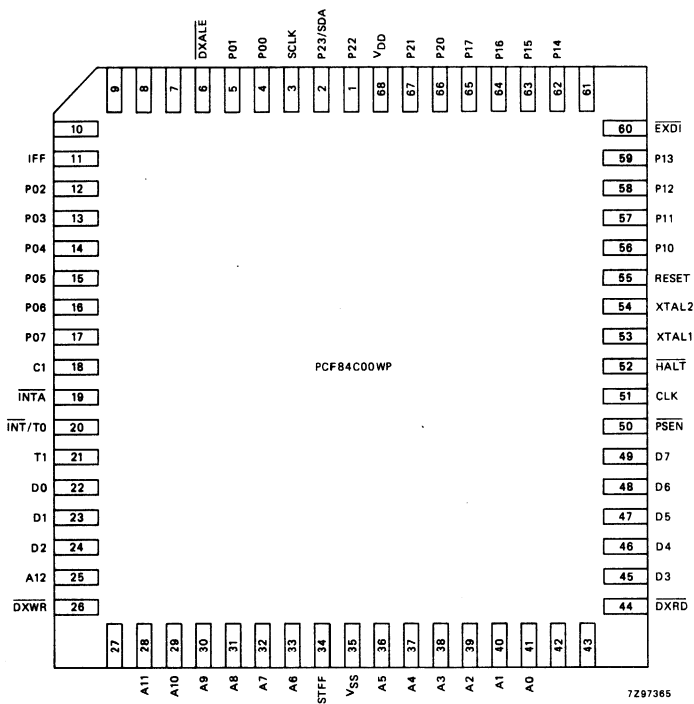 DXALE P01 P00 SCLK P23/SDA P22 VDD P21 P20 P17 P16 P15 P14
9 8 7 6 5 4 3 2 1 68 67 66 65 64 63 62 61
10 60 EXDI
IFF 11 59 P13
P02 12 58 P12
P03 13 57 P11
P04 14 56 P10
P05 15 55 RESET
P06 16 54 XTAL2
P07 17 53 XTAL1
C1 18 PCF84C00WP 52 HALT
INTA 19 51 CLK
INT/T0 20 50 PSEN
T1 21 49 D7
D0 22 48 D6
D1 23 47 D5
D2 24 46 D4
A12 25 45 D3
DXWR 26 44 DXRD
27 28 29 30 31 32 33 34 35 36 37 38 39 40 41 42 43
A11 A10 A9 A8 A7 A6 STFF VSS A5 A4 A3 A2 A1 A0
7Z97365